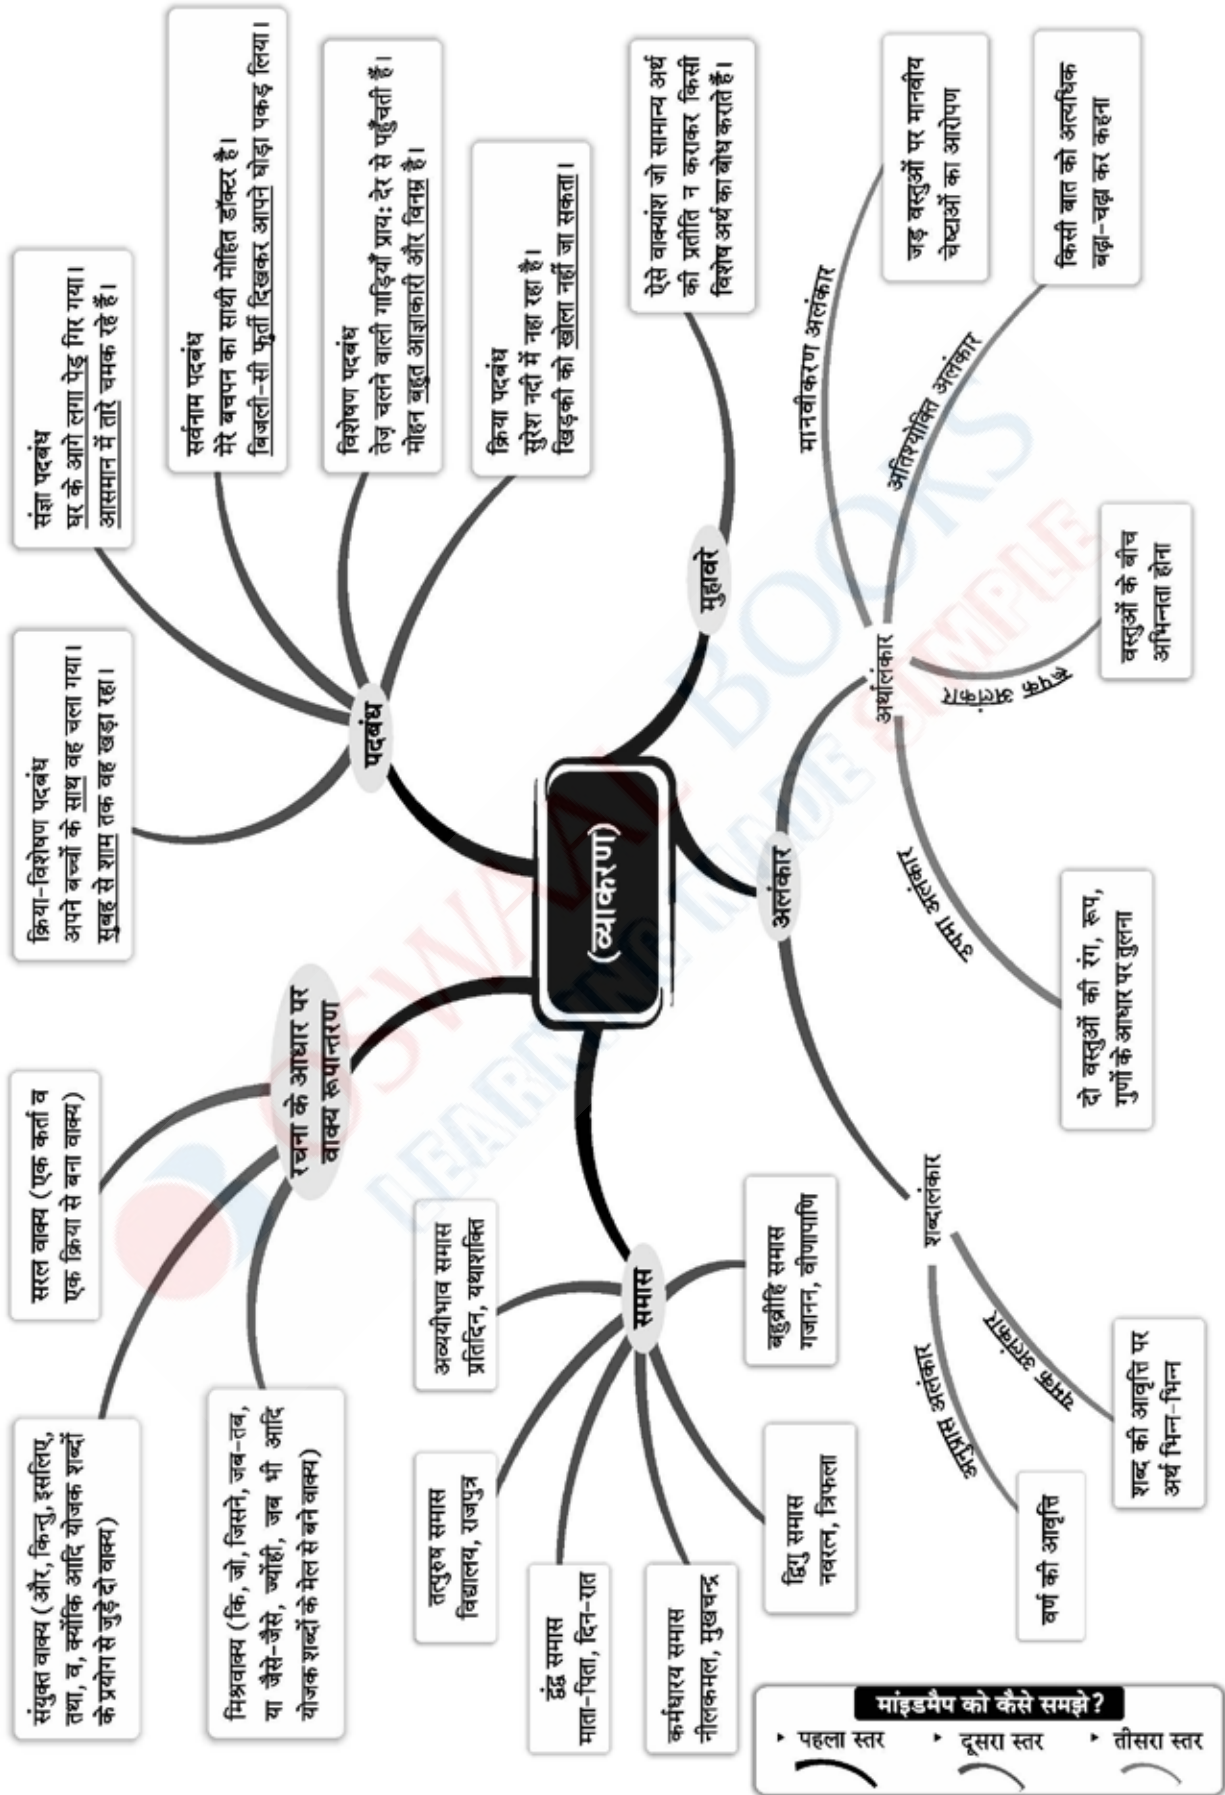 (व्याकरण)
रचना के आधार पर
वाक्य रूपान्तरण
संयुक्त वाक्य (और, किन्तु, इसलिए,
तथा, व, क्योंकि आदि योजक शब्दों
के प्रयोग से जुड़े दो वाक्य)
मिश्रवाक्य (कि, जो, जिसने, जब-तब,
या जैसे-जैसे, ज्योंही, जब भी आदि
योजक शब्दों के मेल से बने वाक्य)
सरल वाक्य (एक कर्ता व
एक क्रिया से बना वाक्य)
पदबंध
क्रिया-विशेषण पदबंध
अपने बच्चों के साथ वह चला गया।
सुबह से शाम तक वह खड़ा रहा।
संज्ञा पदबंध
घर के आगे लगा पेड़ गिर गया।
आसमान में तारे चमक रहे हैं।
सर्वनाम पदबंध
मेरे बचपन का साथी मोहित डॉक्टर है।
बिजली-सी फूर्ती दिखकर आपने घोड़ा पकड़ लिया।
विशेषण पदबंध
तेज़ चलने वाली गाड़ियाँ प्राय: देर से पहुँचती हैं।
मोहन बहुत आज्ञाकारी और विनम्र है।
क्रिया पदबंध
सुरेश नदी में नहा रहा है।
खिड़की को खोला नहीं जा सकता।
मुहावरे
ऐसे वाक्यांश जो सामान्य अर्थ
की प्रतीति न कराकर किसी
विशेष अर्थ का बोध कराते हैं।
समास
अव्ययीभाव समास
प्रतिदिन, यथाशक्ति
तत्पुरुष समास
विद्यालय, राजपुत्र
द्वंद्व समास
माता-पिता, दिन-रात
कर्मधारय समास
नीलकमल, मुखचन्द्र
द्विगु समास
नवरत्न, त्रिफला
बहुब्रीहि समास
गजानन, वीणापाणि
अलंकार
शब्दालंकार
अनुप्रास अलंकार
वर्ण की आवृत्ति
यमक अलंकार
शब्द की आवृत्ति पर
अर्थ भिन्न-भिन्न
अर्थालंकार
उपमा अलंकार
दो वस्तुओं की रंग, रूप,
गुणों के आधार पर तुलना
रूपक अलंकार
वस्तुओं के बीच
अभिन्नता होना
अतिश्योक्ति अलंकार
किसी बात को अत्यधिक
बढ़ा-चढ़ा कर कहना
मानवीकरण अलंकार
जड़ वस्तुओं पर मानवीय
चेष्टाओं का आरोपण
मांइडमैप को कैसे समझे?
पहला स्तर
दूसरा स्तर
तीसरा स्तर
OSWAAL BOOKS
LEARNING MADE SIMPLE